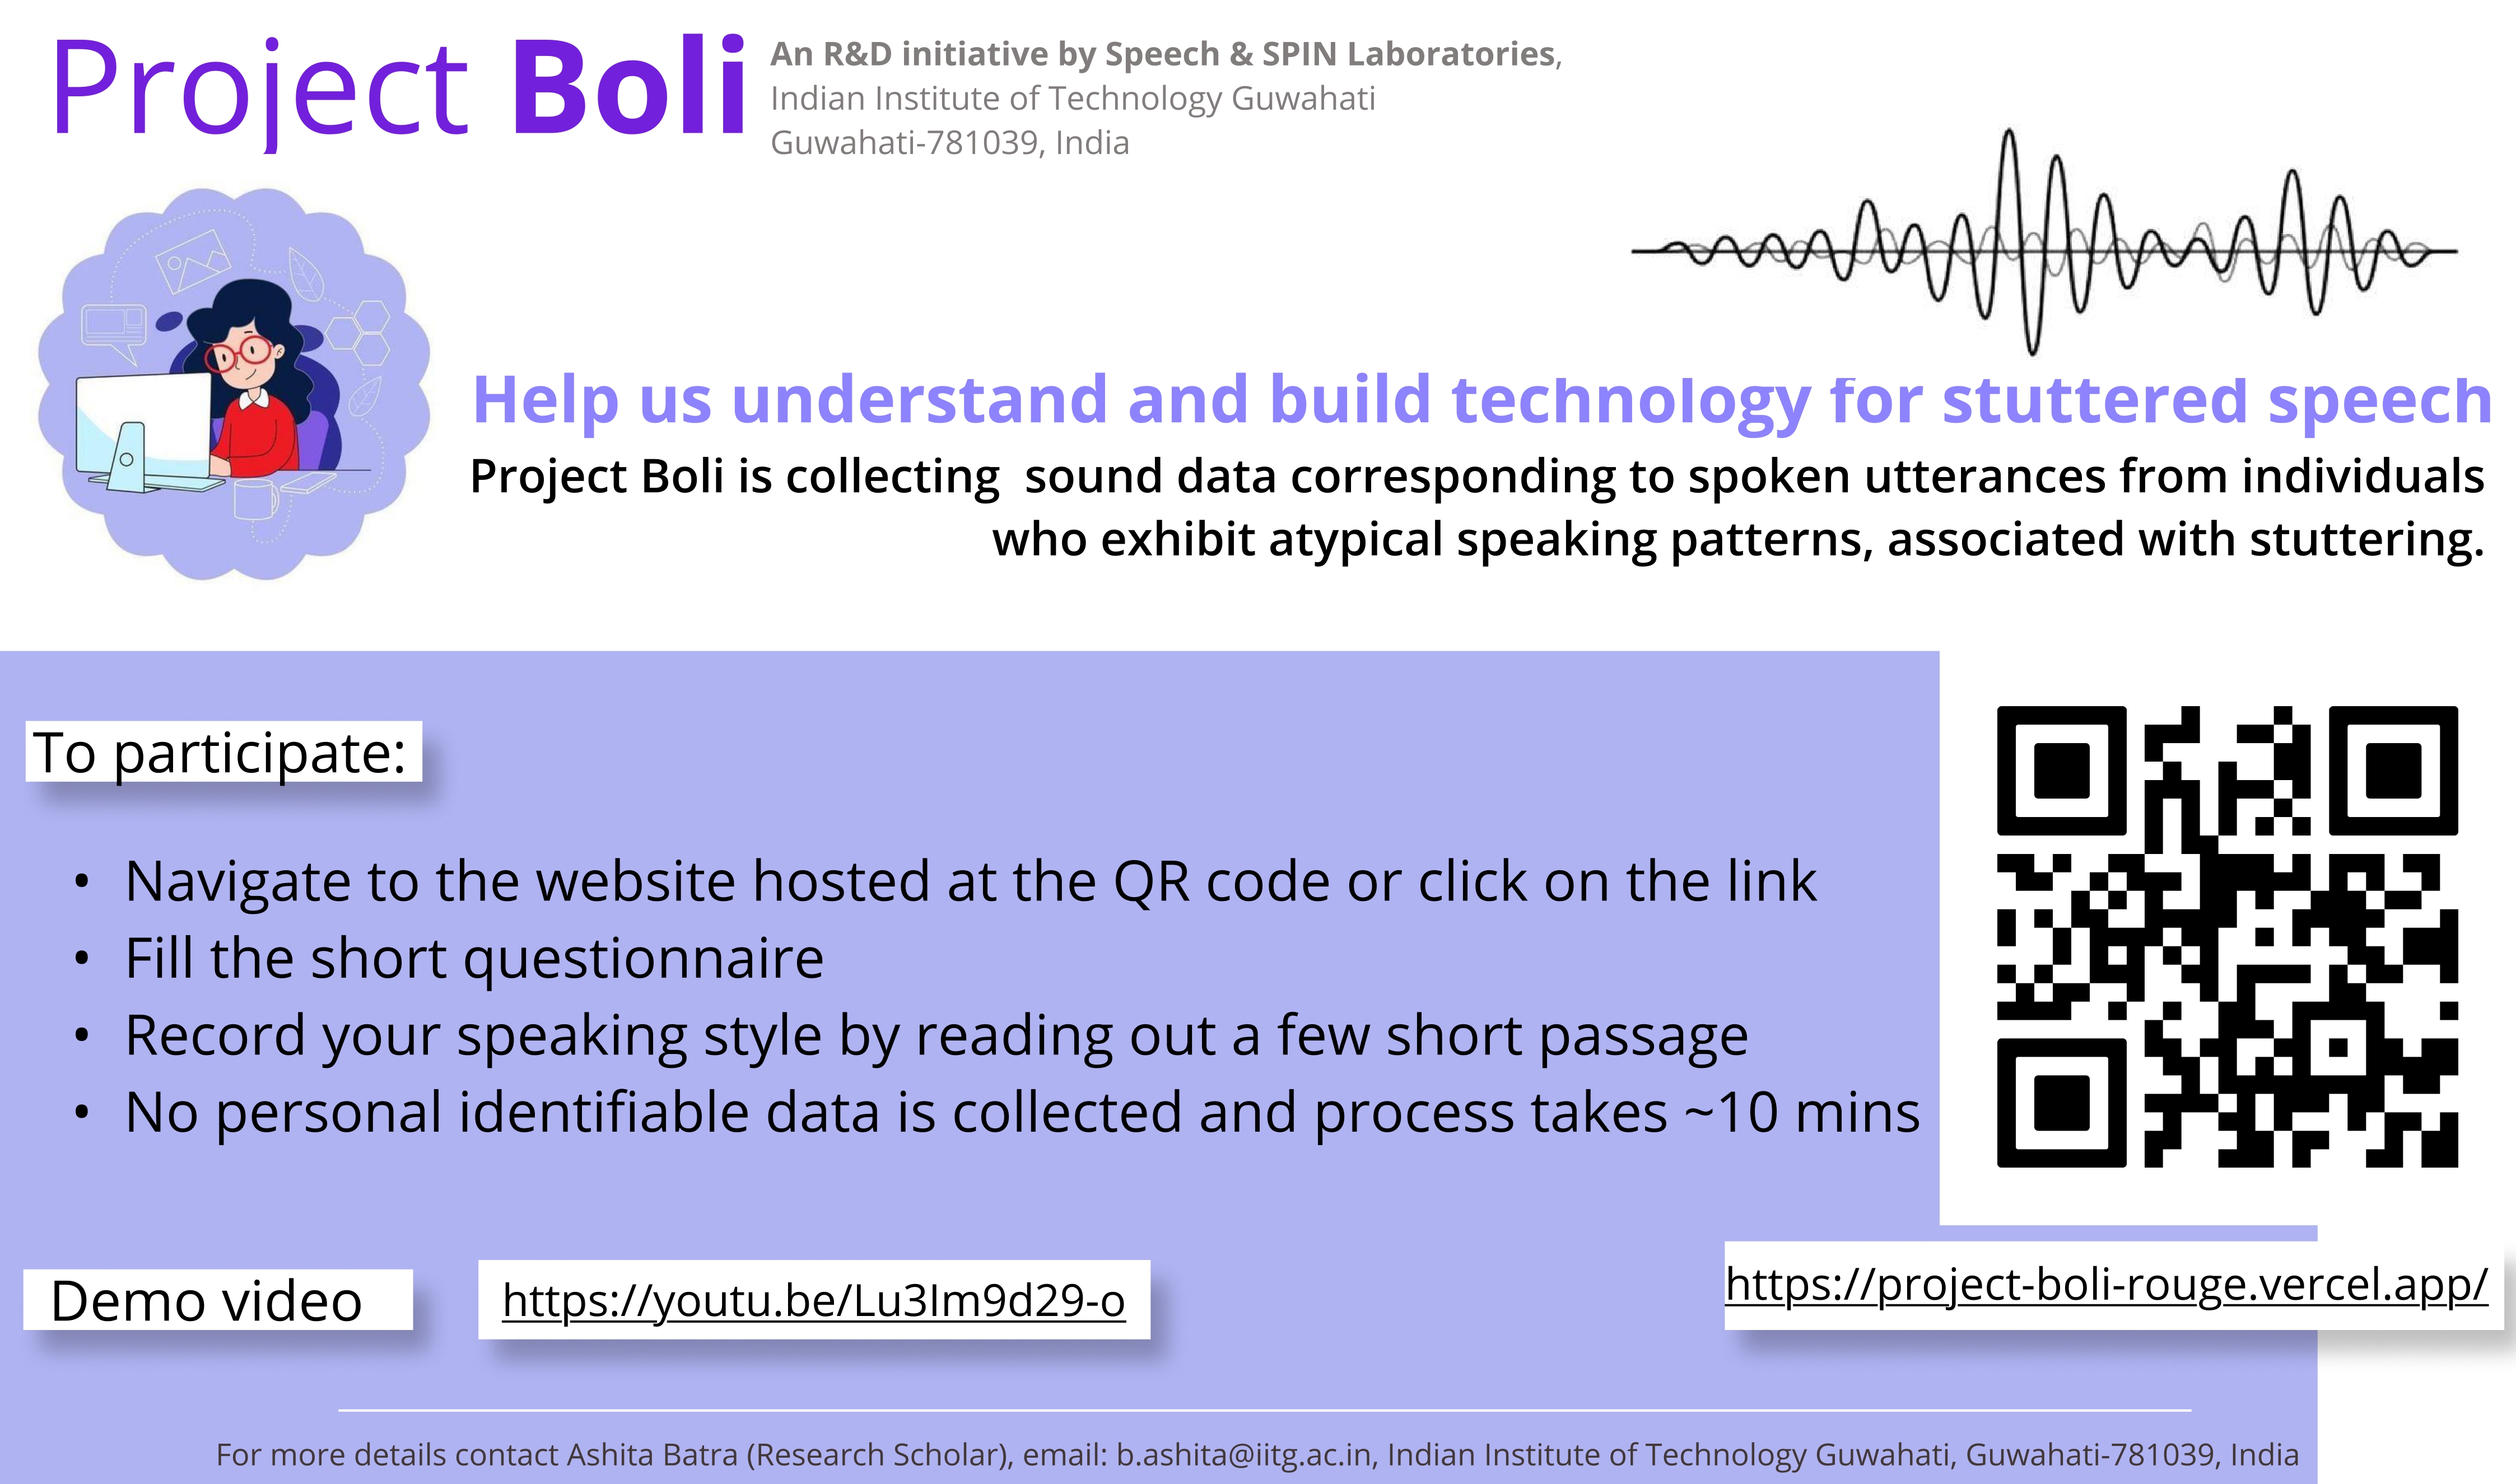 Project Boli
An R&D initiative by Speech & SPIN Laboratories,
Indian Institute of Technology Guwahati
Guwahati-781039, India
Help us understand and build technology for stuttered speech
Project Boli is collecting  sound data corresponding to spoken utterances from individuals
who exhibit atypical speaking patterns, associated with stuttering.
To participate:
• Navigate to the website hosted at the QR code or click on the link
• Fill the short questionnaire
• Record your speaking style by reading out a few short passage
• No personal identifiable data is collected and process takes ~10 mins
Demo video
https://youtu.be/Lu3Im9d29-o
https://project-boli-rouge.vercel.app/
For more details contact Ashita Batra (Research Scholar), email: b.ashita@iitg.ac.in, Indian Institute of Technology Guwahati, Guwahati-781039, India